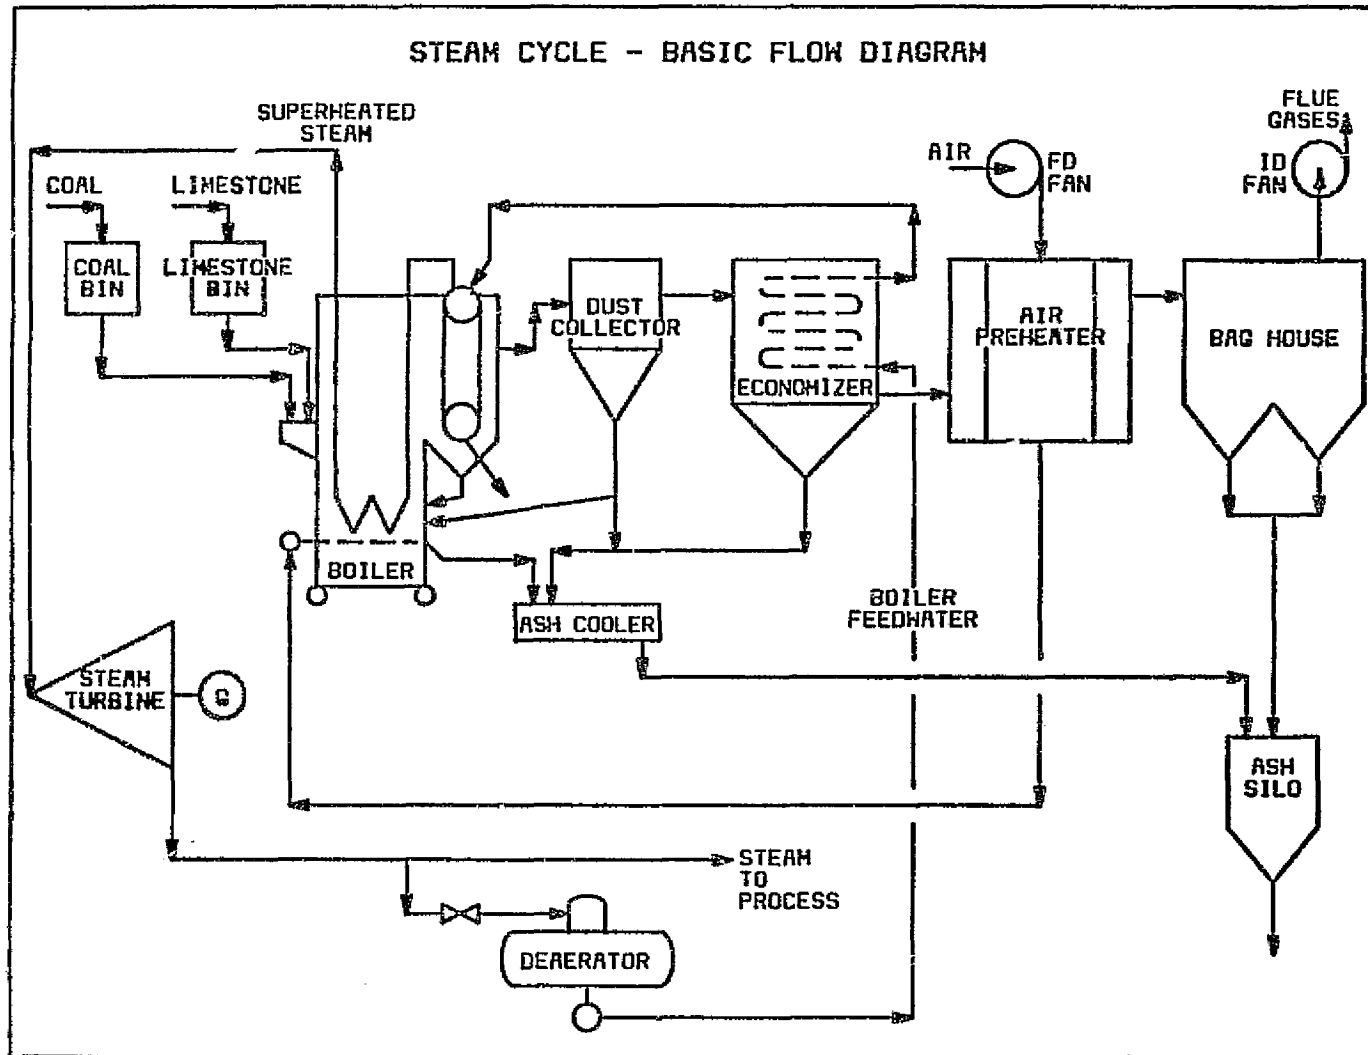 STEAM CYCLE - BASIC FLOW DIAGRAM
SUPERHEATED
STEAM
FLUE
GASES
AIR
FD
FAN
ID
FAN
COAL
LIMESTONE
COAL
BIN
LIMESTONE
BIN
DUST
COLLECTOR
ECONOMIZER
AIR
PREHEATER
BAG HOUSE
BOILER
ASH COOLER
BOILER
FEEDWATER
STEAM
TURBINE
G
ASH
SILO
STEAM
TO
PROCESS
DEAERATOR